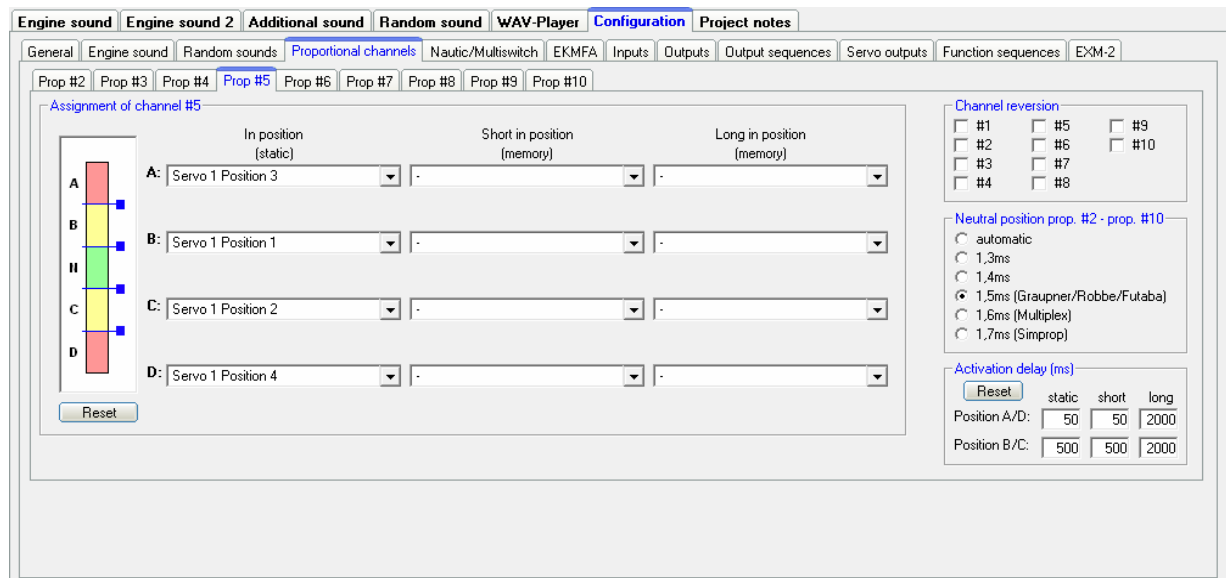 Engine sound Engine sound 2 Additional sound Random sound WAV-Player Configuration Project notes
General Engine sound Random sounds Proportional channels Nautic/Multiswitch EKMFA Inputs Outputs Output sequences Servo outputs Function sequences EXM-2
Prop #2 Prop #3 Prop #4 Prop #5 Prop #6 Prop #7 Prop #8 Prop #9 Prop #10
Assignment of channel #5
In position Short in position Long in position
(static) (memory) (memory)
A
B
N
C
D
A: Servo 1 Position 3 - -
B: Servo 1 Position 1 - -
C: Servo 1 Position 2 - -
D: Servo 1 Position 4 - -
Reset
Channel reversion
#1 #5 #9
#2 #6 #10
#3 #7
#4 #8
Neutral position prop. #2 - prop. #10
automatic
1,3ms
1,4ms
1,5ms (Graupner/Robbe/Futaba)
1,6ms (Multiplex)
1,7ms (Simprop)
Activation delay (ms)
Reset static short long
Position A/D: 50 50 2000
Position B/C: 500 500 2000